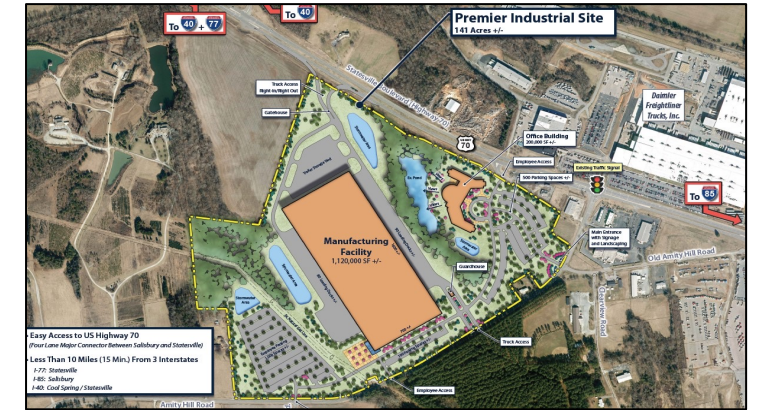 To 40 + 77
To 40
Premier Industrial Site
141 Acres +/-
Truck Access
Right-In/Right Out
Gatehouse
Statesville Boulevard (Highway 70)
70
Daimler
Freightliner
Trucks, Inc.
Office Building
200,000 SF +/-
Employee Access
500 Parking Spaces +/-
Existing Traffic Signal
To 85
Main Entrance
with Signage
and Landscaping
Old Amity Hill Road
Manufacturing
Facility
1,120,000 SF +/-
Guardhouse
Truck Access
Employee Access
Amity Hill Road
Easy Access to US Highway 70
(Four Lane Major Connector Between Salisbury and Statesville)
Less Than 10 Miles (15 Min.) From 3 Interstates
I-77: Statesville
I-85: Salisbury
I-40: Cool Spring / Statesville